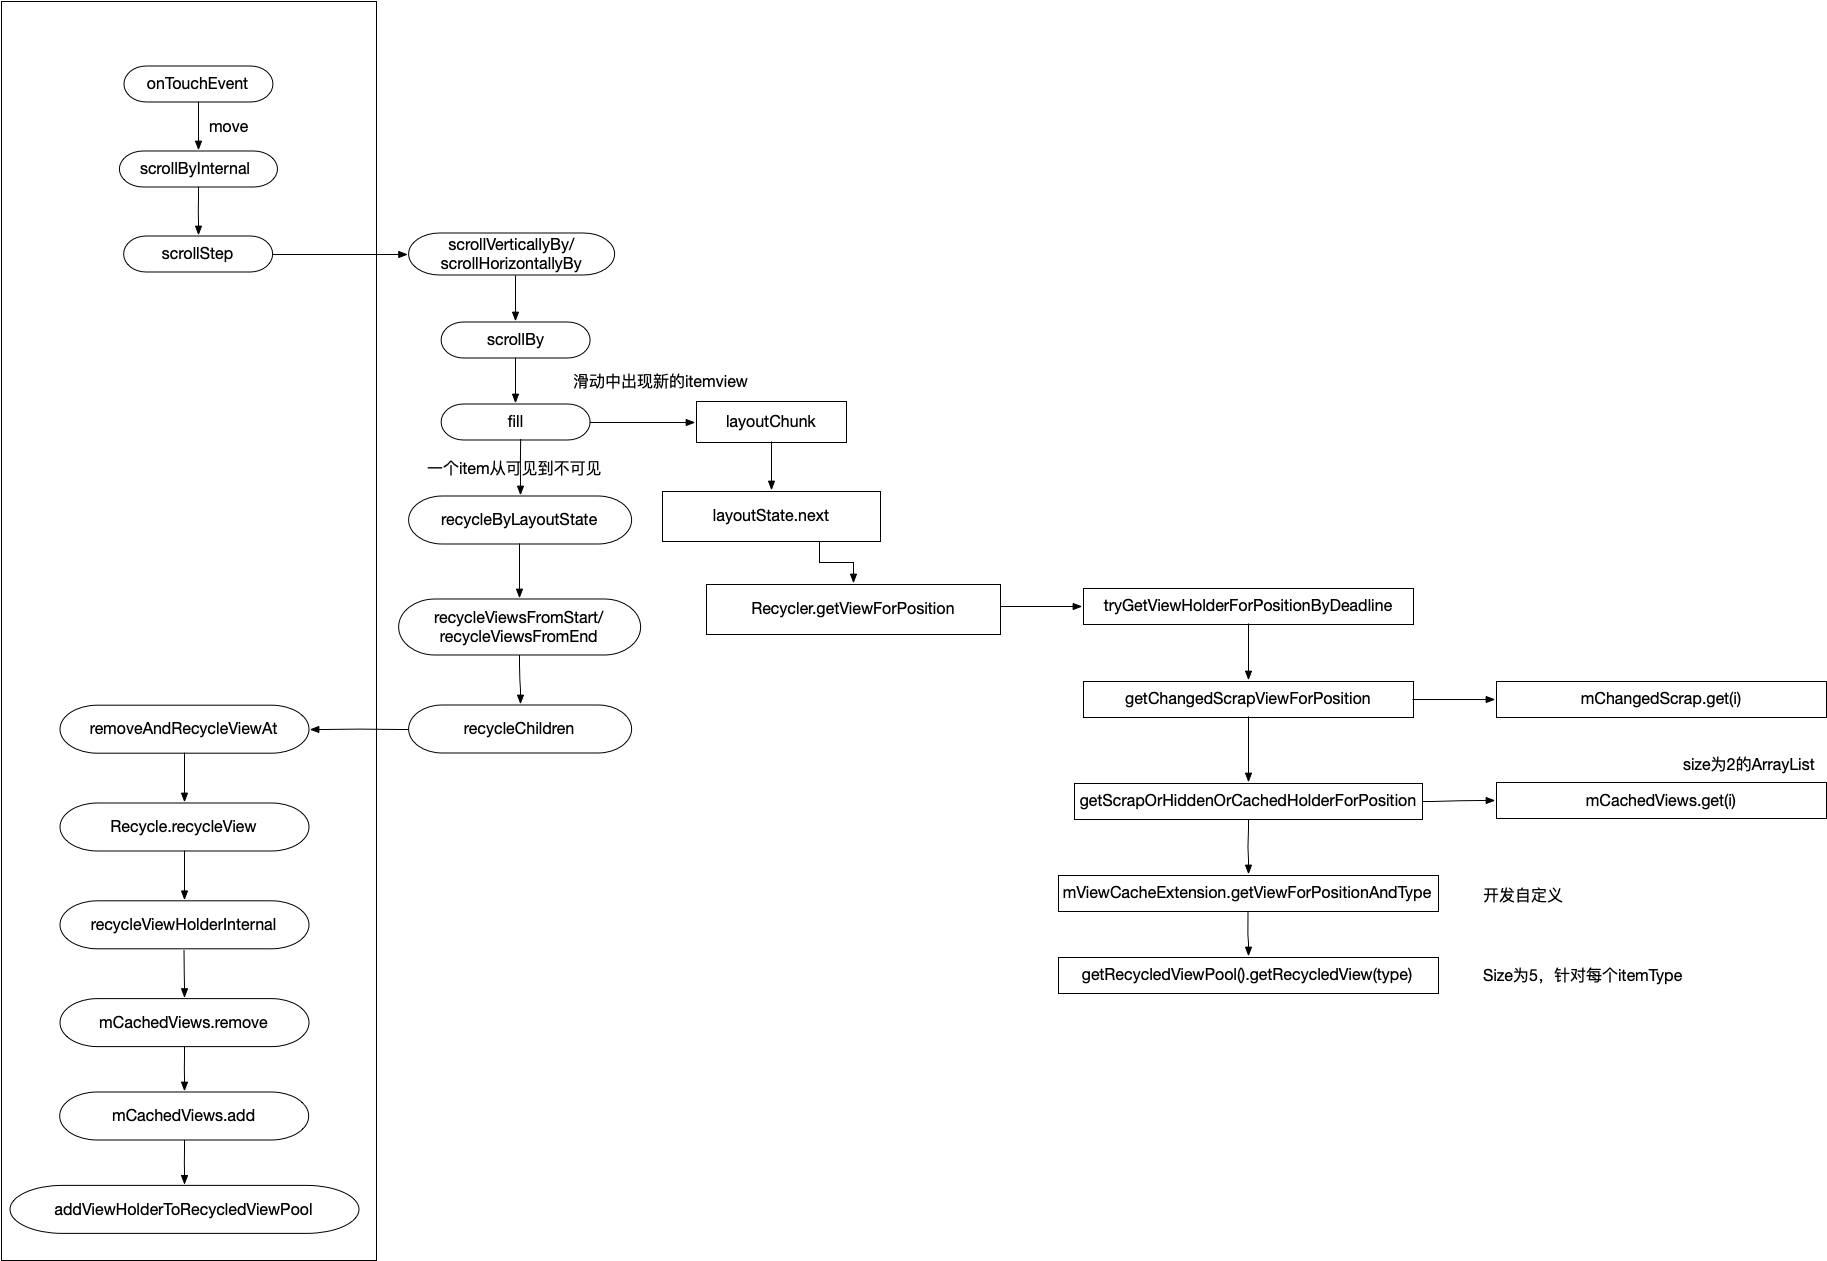 onTouchEvent
move
scrollByInternal
scrollStep
scrollVerticallyBy/
scrollHorizontallyBy
scrollBy
滑动中出现新的itemview
fill
layoutChunk
一个item从可见到不可见
recycleByLayoutState
layoutState.next
recycleViewsFromStart/
recycleViewsFromEnd
Recycler.getViewForPosition
tryGetViewHolderForPositionByDeadline
getChangedScrapViewForPosition
mChangedScrap.get(i)
removeAndRecycleViewAt
recycleChildren
size为2的ArrayList
getScrapOrHiddenOrCachedHolderForPosition
mCachedViews.get(i)
Recycle.recycleView
mViewCacheExtension.getViewForPositionAndType
开发自定义
recycleViewHolderInternal
getRecycledViewPool().getRecycledView(type)
Size为5，针对每个itemType
mCachedViews.remove
mCachedViews.add
addViewHolderToRecycledViewPool